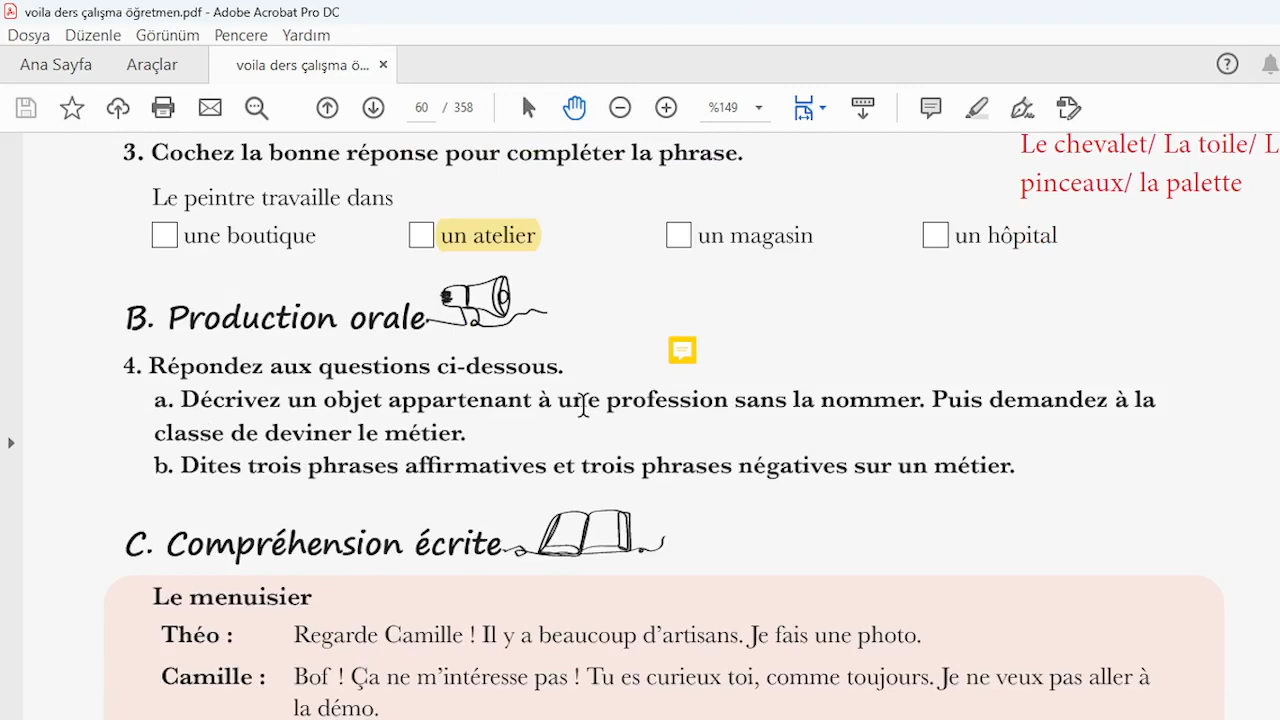 voila ders çalışma öğretmen.pdf - Adobe Acrobat Pro DC
Dosya Düzenle Görünüm Pencere Yardım
Ana Sayfa Araçlar voila ders çalışma ö... ×
60 / 358 %149
Le chevalet/ La toile/ L
pinceaux/ la palette
3. Cochez la bonne réponse pour compléter la phrase.
Le peintre travaille dans
une boutique un atelier un magasin un hôpital
B. Production orale
4. Répondez aux questions ci-dessous.
a. Décrivez un objet appartenant à une profession sans la nommer. Puis demandez à la
classe de deviner le métier.
b. Dites trois phrases affirmatives et trois phrases négatives sur un métier.
C. Compréhension écrite
Le menuisier
Théo : Regarde Camille ! Il y a beaucoup d'artisans. Je fais une photo.
Camille : Bof ! Ça ne m'intéresse pas ! Tu es curieux toi, comme toujours. Je ne veux pas aller à
la démo.